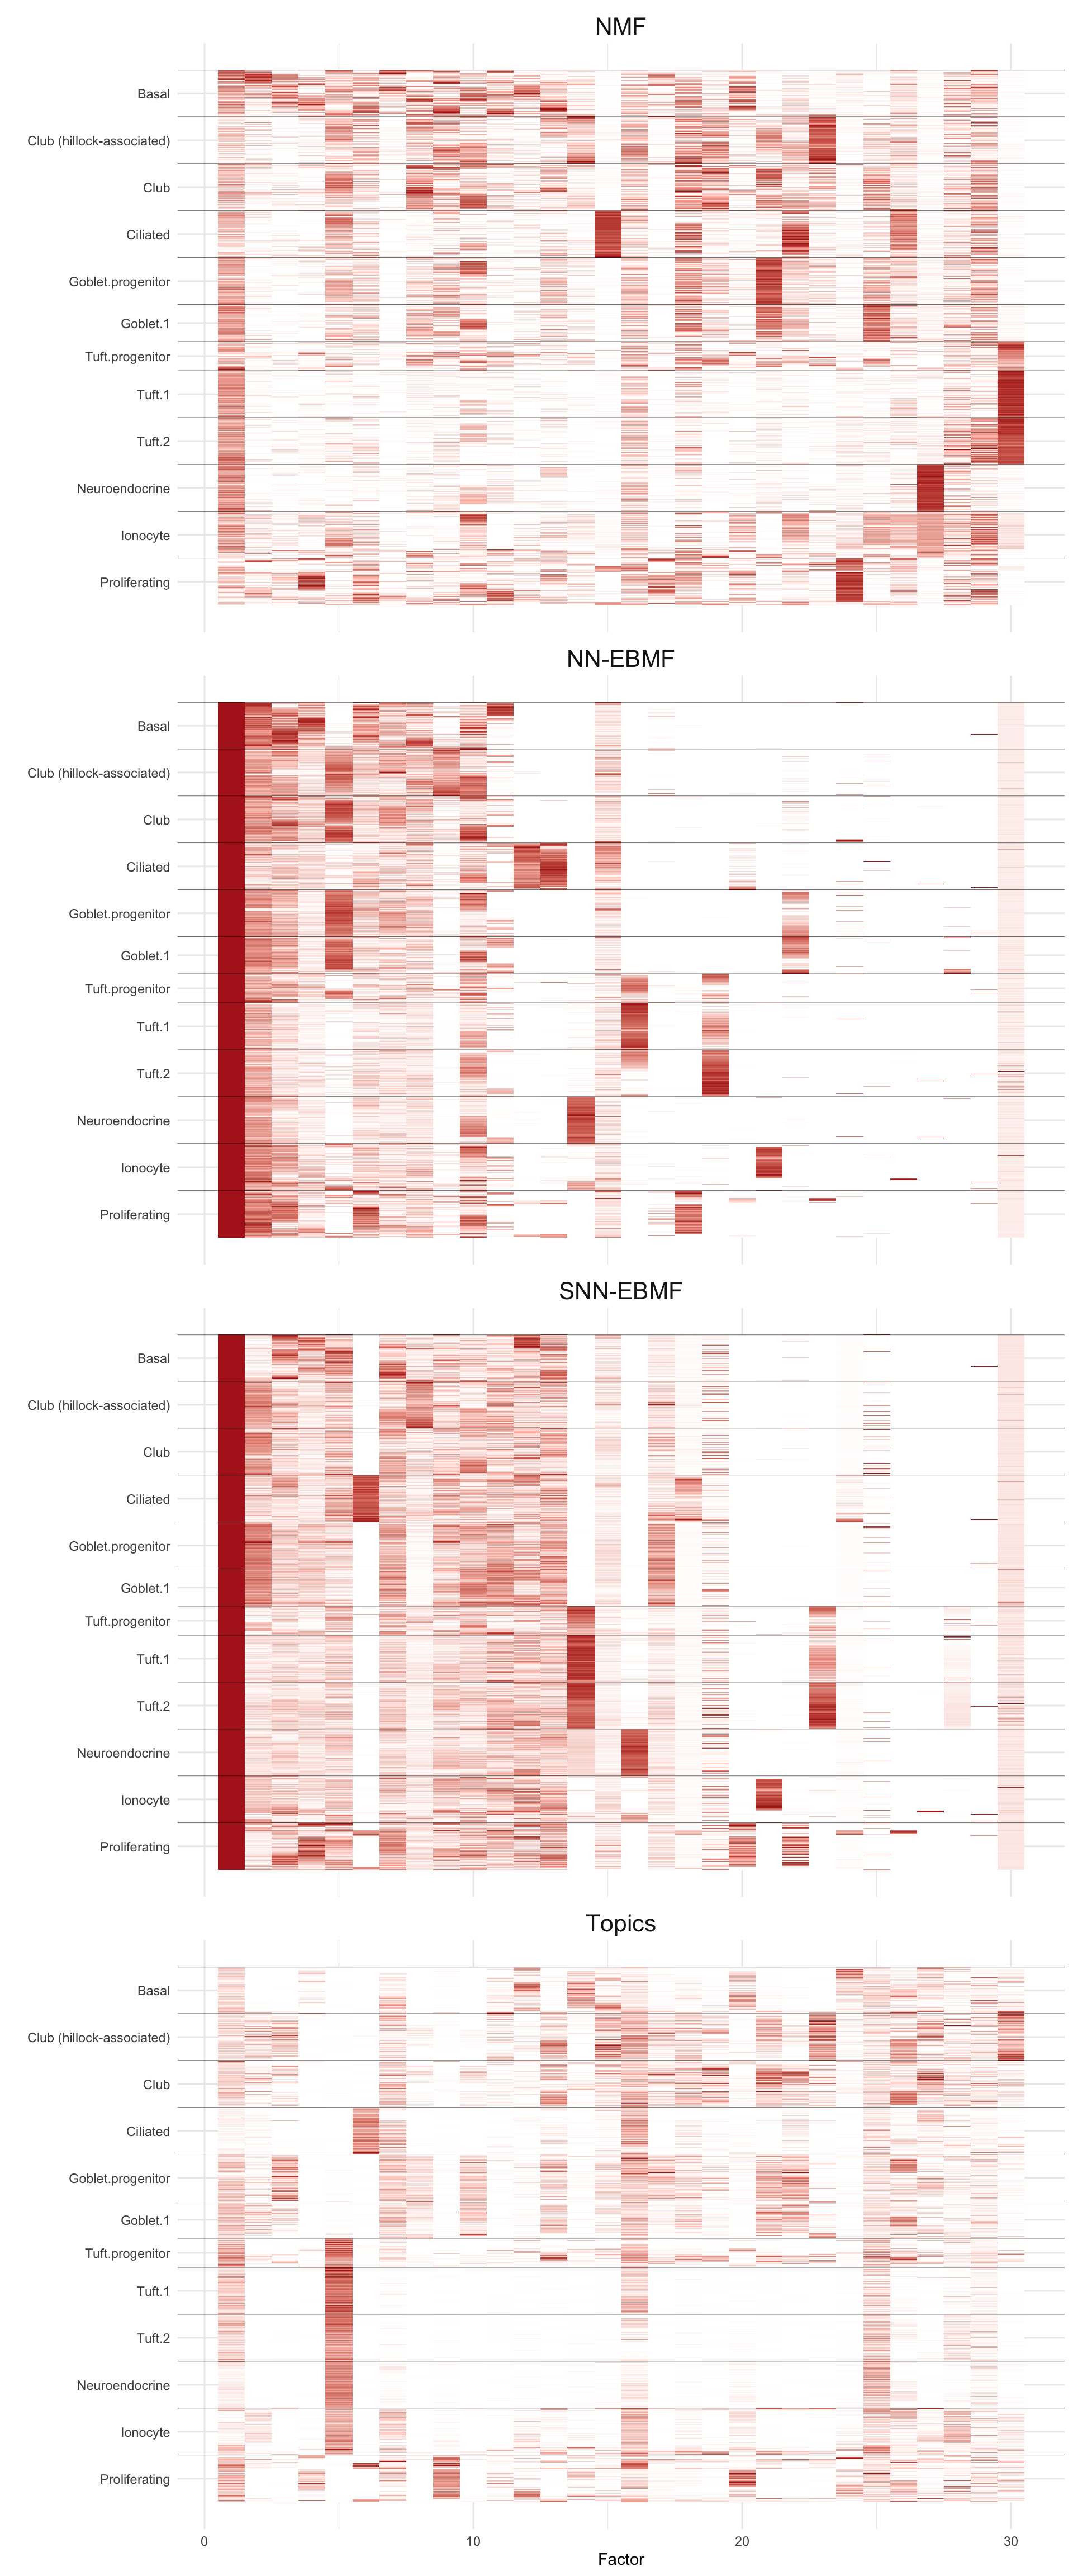 NMF
Basal
Club (hillock-associated)
Club
Ciliated
Goblet.progenitor
Goblet.1
Tuft.progenitor
Tuft.1
Tuft.2
Neuroendocrine
Ionocyte
Proliferating
NN-EBMF
Basal
Club (hillock-associated)
Club
Ciliated
Goblet.progenitor
Goblet.1
Tuft.progenitor
Tuft.1
Tuft.2
Neuroendocrine
Ionocyte
Proliferating
SNN-EBMF
Basal
Club (hillock-associated)
Club
Ciliated
Goblet.progenitor
Goblet.1
Tuft.progenitor
Tuft.1
Tuft.2
Neuroendocrine
Ionocyte
Proliferating
Topics
Basal
Club (hillock-associated)
Club
Ciliated
Goblet.progenitor
Goblet.1
Tuft.progenitor
Tuft.1
Tuft.2
Neuroendocrine
Ionocyte
Proliferating
0 10 20 30
Factor